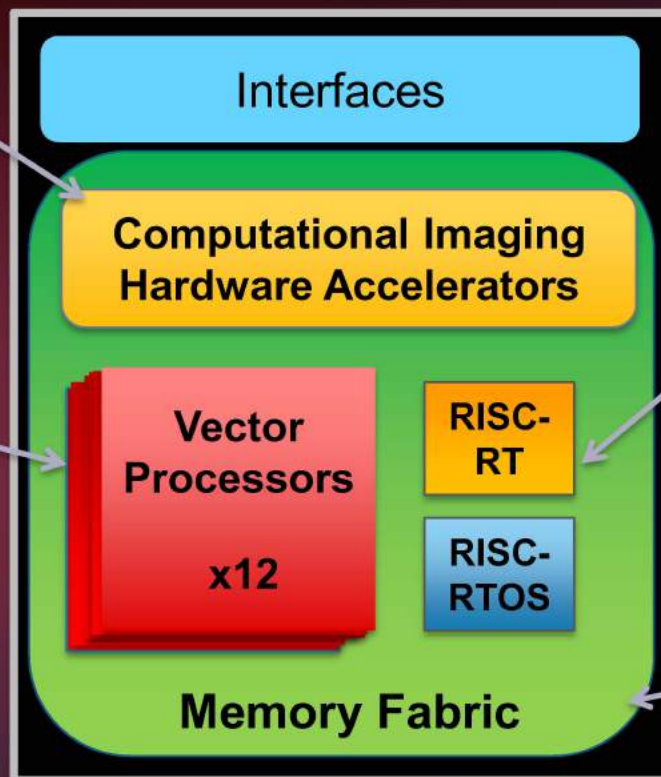 Interfaces
Computational Imaging
Hardware Accelerators
Vector
Processors
x12
RISC-
RT
RISC-
RTOS
Memory Fabric